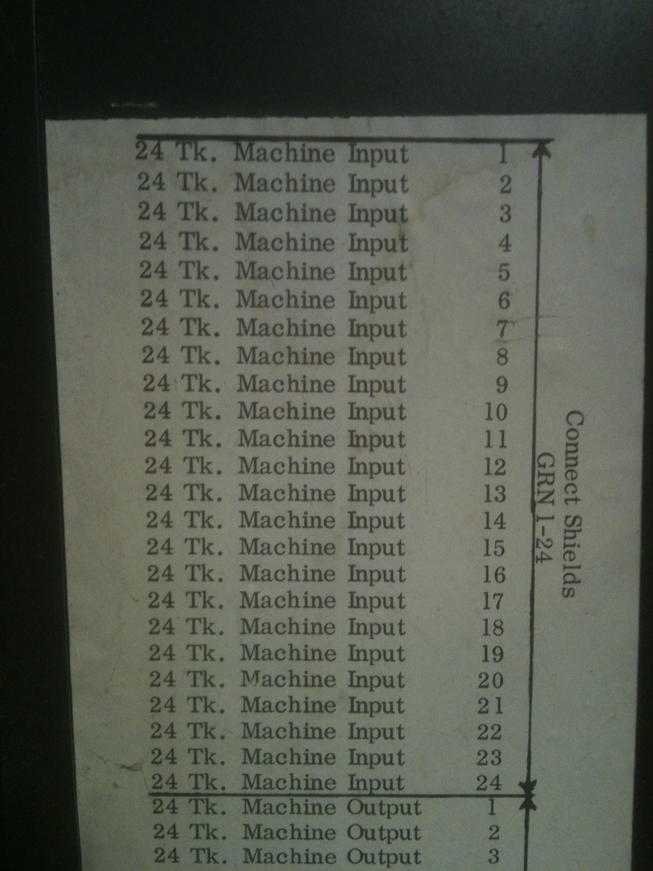 24 Tk. Machine Input 1
24 Tk. Machine Input 2
24 Tk. Machine Input 3
24 Tk. Machine Input 4
24 Tk. Machine Input 5
24 Tk. Machine Input 6
24 Tk. Machine Input 7
24 Tk. Machine Input 8
24 Tk. Machine Input 9
24 Tk. Machine Input 10
24 Tk. Machine Input 11
24 Tk. Machine Input 12
24 Tk. Machine Input 13
24 Tk. Machine Input 14
24 Tk. Machine Input 15
24 Tk. Machine Input 16
24 Tk. Machine Input 17
24 Tk. Machine Input 18
24 Tk. Machine Input 19
24 Tk. Machine Input 20
24 Tk. Machine Input 21
24 Tk. Machine Input 22
24 Tk. Machine Input 23
24 Tk. Machine Input 24
24 Tk. Machine Output 1
24 Tk. Machine Output 2
24 Tk. Machine Output 3
Connect Shields
GRN 1-24